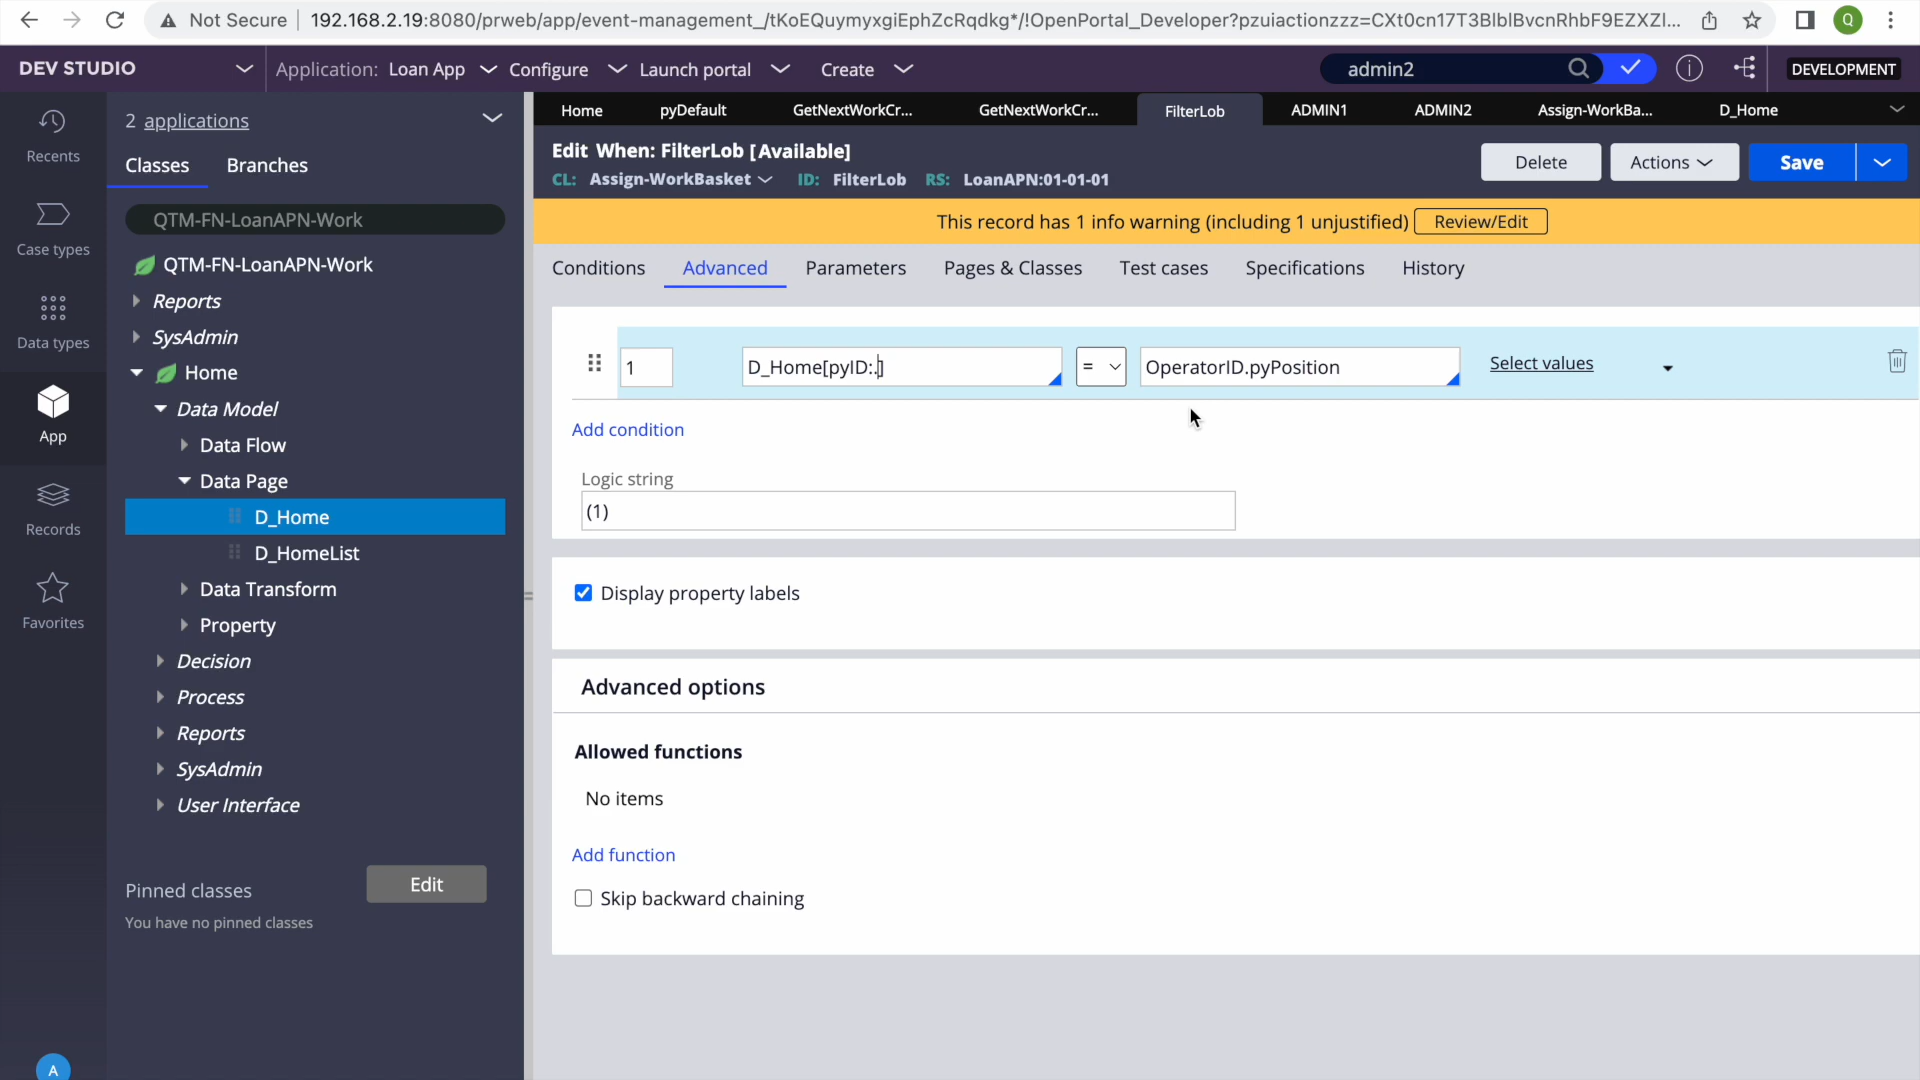 Not Secure 192.168.2.19:8080/prweb/app/event-management_/tKoEQuymyxgiEphZcRqdkg*/!OpenPortal_Developer?pzuiactionzzz=CXt0cn17T3BlblBvcnRhbF9EZXZl... Q
DEV STUDIO Application: Loan App Configure Launch portal Create admin2 DEVELOPMENT
Home pyDefault GetNextWorkCr... GetNextWorkCr... FilterLob ADMIN1 ADMIN2 Assign-WorkBa... D_Home
Recents
Case types
Data types
App
Records
Favorites
A
2 applications
Classes Branches
QTM-FN-LoanAPN-Work
QTM-FN-LoanAPN-Work
Reports
SysAdmin
Home
Data Model
Data Flow
Data Page
D_Home
D_HomeList
Data Transform
Property
Decision
Process
Reports
SysAdmin
User Interface
Pinned classes Edit
You have no pinned classes
Edit When: FilterLob [Available]
CL: Assign-WorkBasket ID: FilterLob RS: LoanAPN:01-01-01
Delete Actions Save
This record has 1 info warning (including 1 unjustified) Review/Edit
Conditions Advanced Parameters Pages & Classes Test cases Specifications History
1 D_Home[pyID:.] = OperatorID.pyPosition Select values
Add condition
Logic string
(1)
Display property labels
Advanced options
Allowed functions
No items
Add function
Skip backward chaining